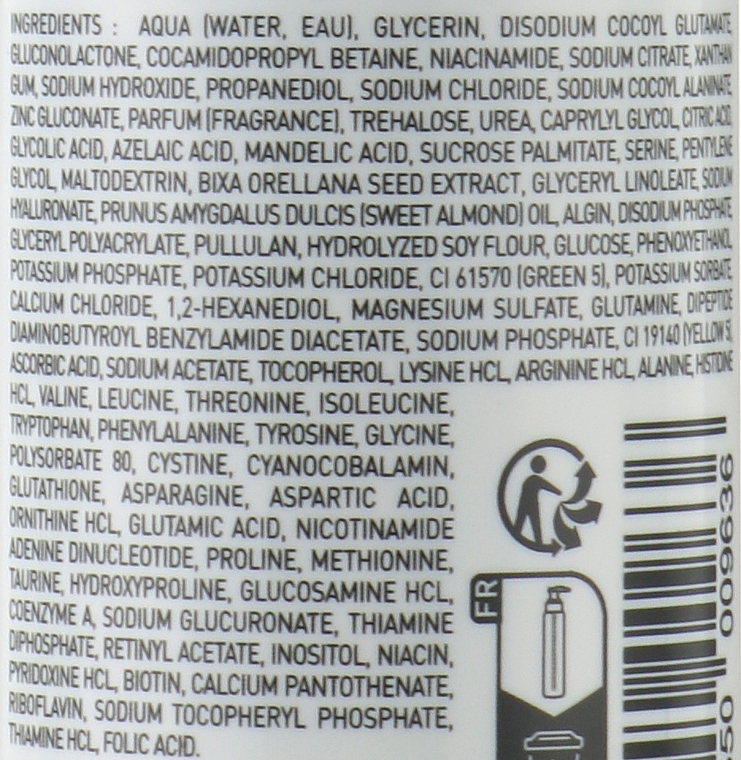 INGREDIENTS : AQUA (WATER, EAU), GLYCERIN, DISODIUM COCOYL GLUTAMATE,
GLUCONOLACTONE, COCAMIDOPROPYL BETAINE, NIACINAMIDE, SODIUM CITRATE, XANTHAN
GUM, SODIUM HYDROXIDE, PROPANEDIOL, SODIUM CHLORIDE, SODIUM COCOYL ALANINATE,
ZINC GLUCONATE, PARFUM (FRAGRANCE), TREHALOSE, UREA, CAPRYLYL GLYCOL, CITRIC ACID,
GLYCOLIC ACID, AZELAIC ACID, MANDELIC ACID, SUCROSE PALMITATE, SERINE, PENTYLENE
GLYCOL, MALTODEXTRIN, BIXA ORELLANA SEED EXTRACT, GLYCERYL LINOLEATE, SODIUM
HYALURONATE, PRUNUS AMYGDALUS DULCIS (SWEET ALMOND) OIL, ALGIN, DISODIUM PHOSPHATE,
GLYCERYL POLYACRYLATE, PULLULAN, HYDROLYZED SOY FLOUR, GLUCOSE, PHENOXYETHANOL,
POTASSIUM PHOSPHATE, POTASSIUM CHLORIDE, CI 61570 (GREEN 5), POTASSIUM SORBATE,
CALCIUM CHLORIDE, 1,2-HEXANEDIOL, MAGNESIUM SULFATE, GLUTAMINE, DIPEPTIDE
DIAMINOBUTYROYL BENZYLAMIDE DIACETATE, SODIUM PHOSPHATE, CI 19140 (YELLOW 5),
ASCORBIC ACID, SODIUM ACETATE, TOCOPHEROL, LYSINE HCL, ARGININE HCL, ALANINE, HISTIDINE
HCL, VALINE, LEUCINE, THREONINE, ISOLEUCINE,
TRYPTOPHAN, PHENYLALANINE, TYROSINE, GLYCINE,
POLYSORBATE 80, CYSTINE, CYANOCOBALAMIN,
GLUTATHIONE, ASPARAGINE, ASPARTIC ACID,
ORNITHINE HCL, GLUTAMIC ACID, NICOTINAMIDE
ADENINE DINUCLEOTIDE, PROLINE, METHIONINE,
TAURINE, HYDROXYPROLINE, GLUCOSAMINE HCL,
COENZYME A, SODIUM GLUCURONATE, THIAMINE
DIPHOSPHATE, RETINYL ACETATE, INOSITOL, NIACIN,
PYRIDOXINE HCL, BIOTIN, CALCIUM PANTOTHENATE,
RIBOFLAVIN, SODIUM TOCOPHERYL PHOSPHATE,
THIAMINE HCL, FOLIC ACID.
FR
009636